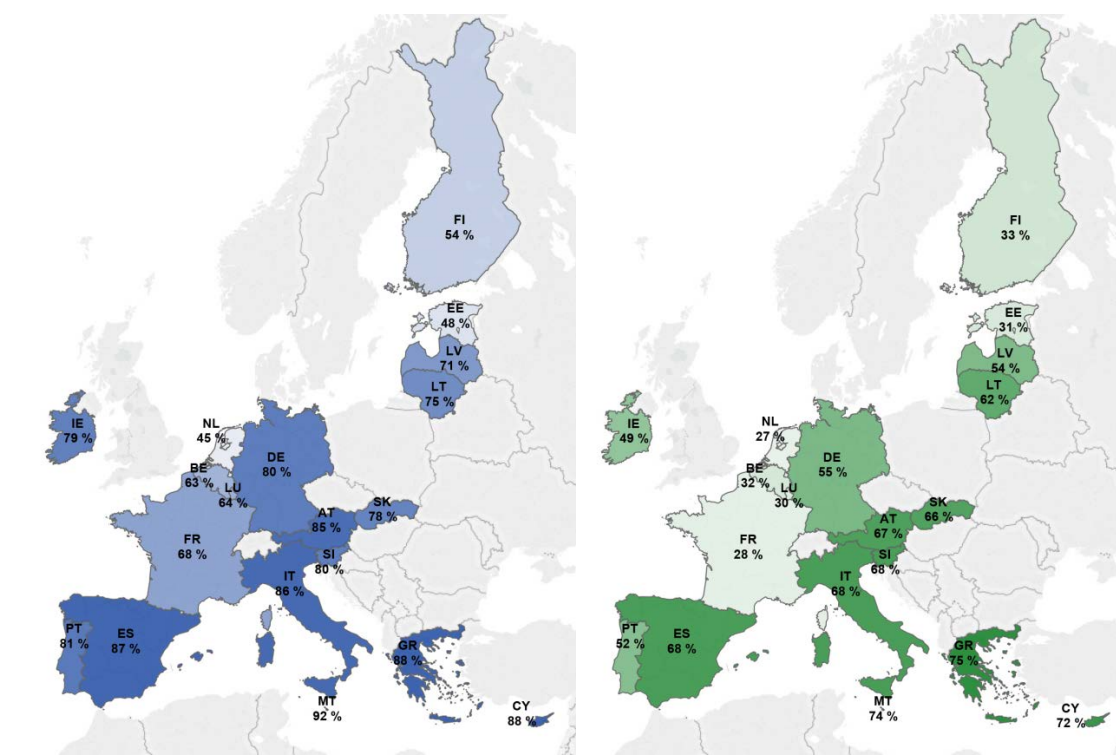 FI
54 %
EE
48 %
LV
71 %
LT
75 %
IE
79 %
NL
45 %
BE
63 %
LU
64 %
DE
80 %
SK
78 %
AT
85 %
FR
68 %
SI
80 %
IT
86 %
PT
81 %
ES
87 %
GR
88 %
MT
92 %
CY
88 %
FI
33 %
EE
31 %
LV
54 %
LT
62 %
IE
49 %
NL
27 %
BE
32 %
LU
30 %
DE
55 %
SK
66 %
AT
67 %
FR
28 %
SI
68 %
IT
68 %
PT
52 %
ES
68 %
GR
75 %
MT
74 %
CY
72 %